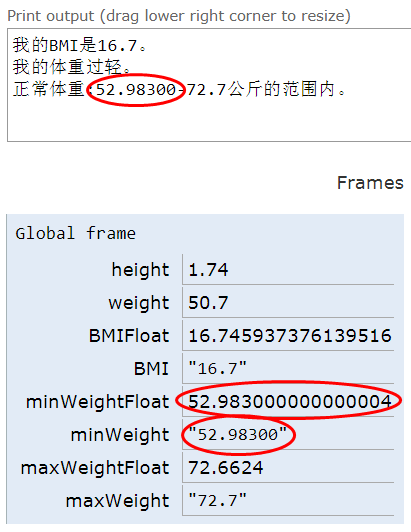 Print output (drag lower right corner to resize)
我的BMI是16.7。
我的体重过轻。
正常体重:52.98300-72.7公斤的范围内。
Frames
Global frame
height 1.74
weight 50.7
BMIFloat 16.745937376139516
BMI "16.7"
minWeightFloat 52.983000000000004
minWeight "52.98300"
maxWeightFloat 72.6624
maxWeight "72.7"